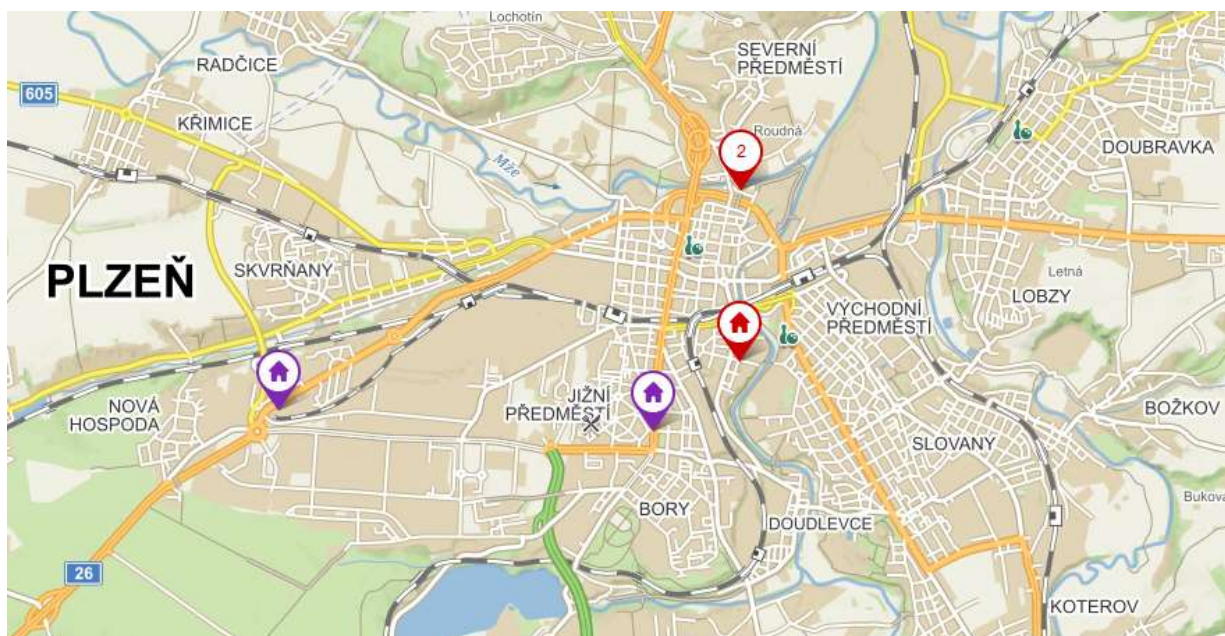 Lochotín
SEVERNÍ
PŘEDMĚSTÍ
RADČICE
605
KŘIMICE
Roudná
2
DOUBRAVKA
Mže
PLZEŇ
SKVRŇANY
Letná
LOBZY
VÝCHODNÍ
PŘEDMĚSTÍ
NOVÁ
HOSPODA
JIŽNÍ
PŘEDMĚSTÍ
BOŽKOV
SLOVANY
BORY
DOUDLEVCE
Buková
26
KOTEROV